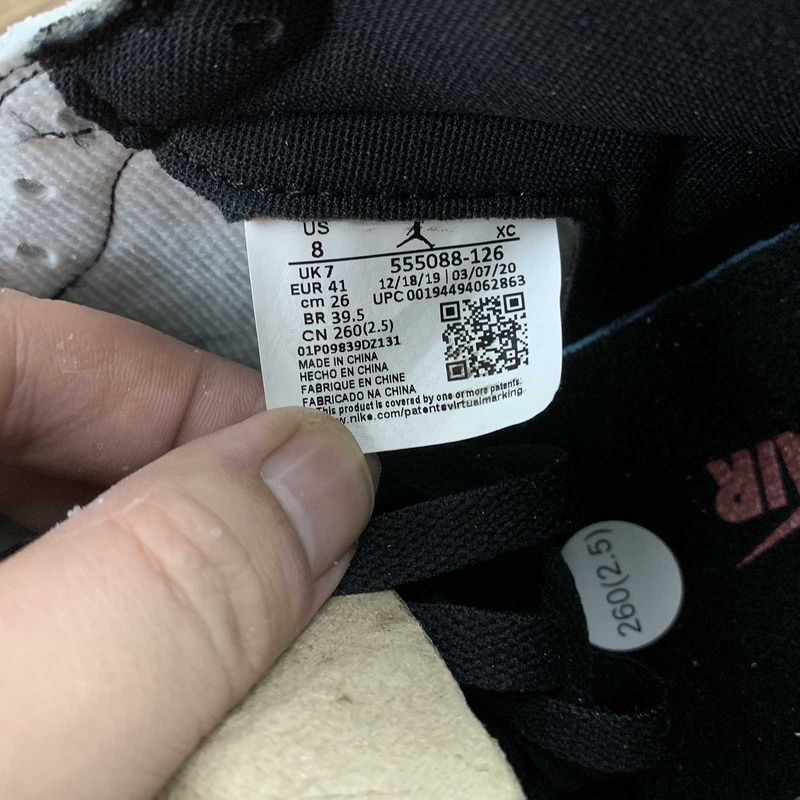 US
8
XC
UK 7
555088-126
EUR 41
12/18/19 | 03/07/20
cm 26
UPC 00194494062863
BR 39.5
CN 260(2.5)
01P09839DZ131
MADE IN CHINA
HECHO EN CHINA
FABRIQUE EN CHINE
FABRICADO NA CHINA
This product is covered by one or more patents:
www.nike.com/patentsvirtualmarking
AIR
260(2.5)